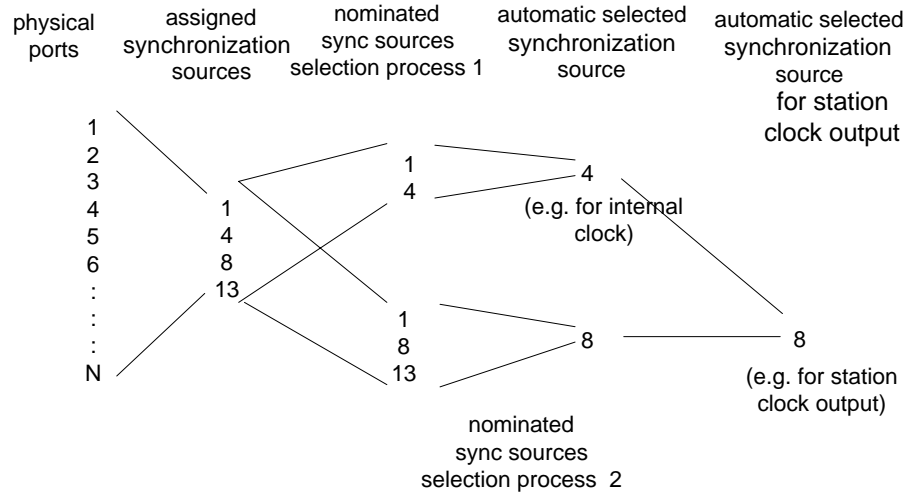 physical
ports
assigned
synchronization
sources
nominated
sync sources
selection process 1
automatic selected
synchronization
source
automatic selected
synchronization
source
for station
clock output
1
2
3
4
5
6
:
:
:
N
1
4
8
13
1
4
4
(e.g. for internal
clock)
1
8
13
8
8
(e.g. for station
clock output)
nominated
sync sources
selection process 2